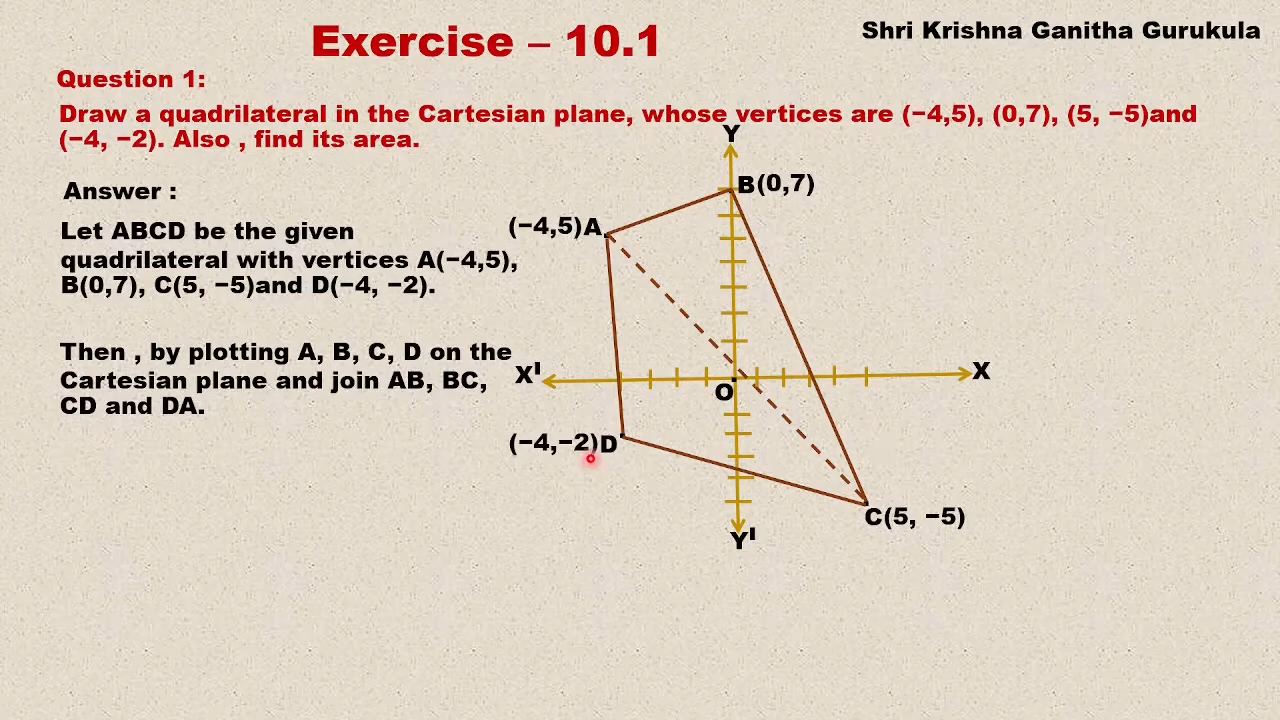 Exercise – 10.1
Shri Krishna Ganitha Gurukula
Question 1:
Draw a quadrilateral in the Cartesian plane, whose vertices are (−4,5), (0,7), (5, −5)and
(−4, −2). Also , find its area.
Answer :
Let ABCD be the given
quadrilateral with vertices A(−4,5),
B(0,7), C(5, −5)and D(−4, −2).
Then , by plotting A, B, C, D on the
Cartesian plane and join AB, BC,
CD and DA.
Y
B(0,7)
(−4,5)A
X'
X
O
(−4,−2)D
C(5, −5)
Y'